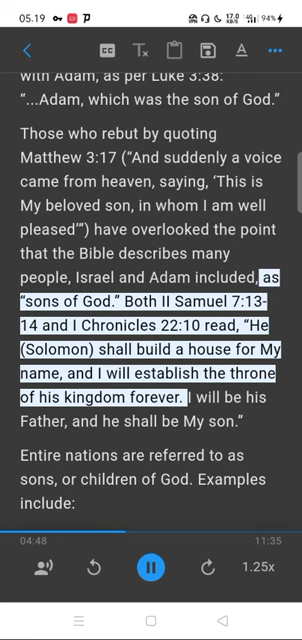 05.19
17.0
KB/S
94%
CC
with Adam, as per Luke 3:38:
“...Adam, which was the son of God.”
Those who rebut by quoting
Matthew 3:17 (“And suddenly a voice
came from heaven, saying, ‘This is
My beloved son, in whom I am well
pleased’”) have overlooked the point
that the Bible describes many
people, Israel and Adam included, as
“sons of God.” Both II Samuel 7:13-
14 and I Chronicles 22:10 read, “He
(Solomon) shall build a house for My
name, and I will establish the throne
of his kingdom forever. I will be his
Father, and he shall be My son.”
Entire nations are referred to as
sons, or children of God. Examples
include:
04:48
11:35
1.25x